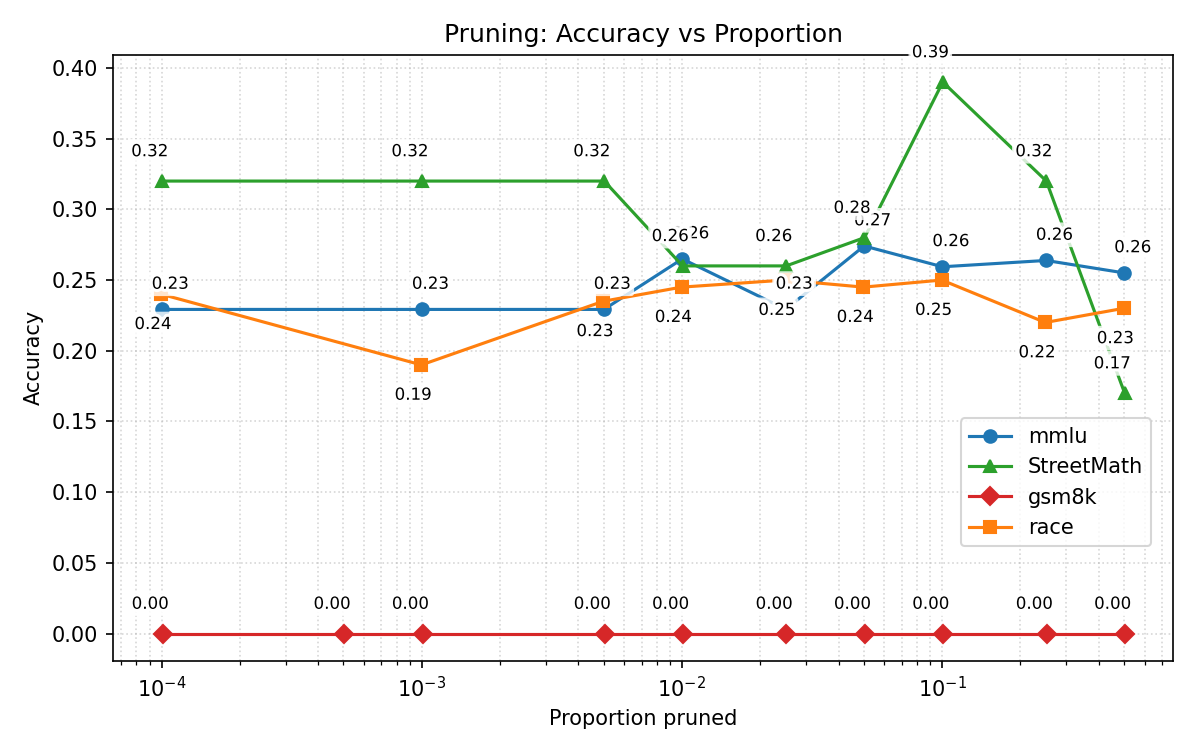 Pruning: Accuracy vs Proportion
0.39
0.40
0.32 0.32 0.32 0.32
0.35
0.28 0.27
0.30
0.26 26 0.26 0.26 0.26 0.26
0.23 0.23 0.23 0.23
0.25
0.24 0.23 0.24 0.25 0.24 0.25 0.23
0.20
0.22 0.17
0.19
0.15
Accuracy
mmlu
StreetMath
gsm8k
race
0.10
0.05
0.00 0.00 0.00 0.00 0.00 0.00 0.00 0.00 0.00 0.00
0.00
10⁻⁴ 10⁻³ 10⁻² 10⁻¹
Proportion pruned